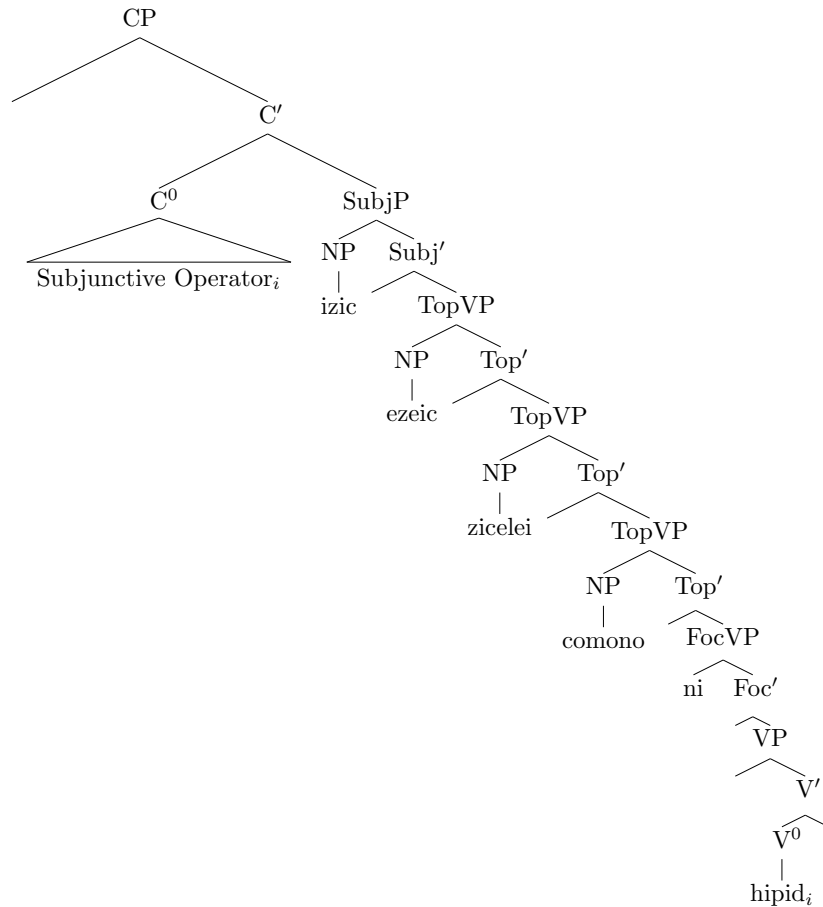 CP
C′
C⁰ SubjP
Subjunctive Operatorᵢ
NP Subj′
izic TopVP
NP Top′
ezeic TopVP
NP Top′
zicelei TopVP
NP Top′
comono FocVP
ni Foc′
VP
V′
V⁰
hipidᵢ